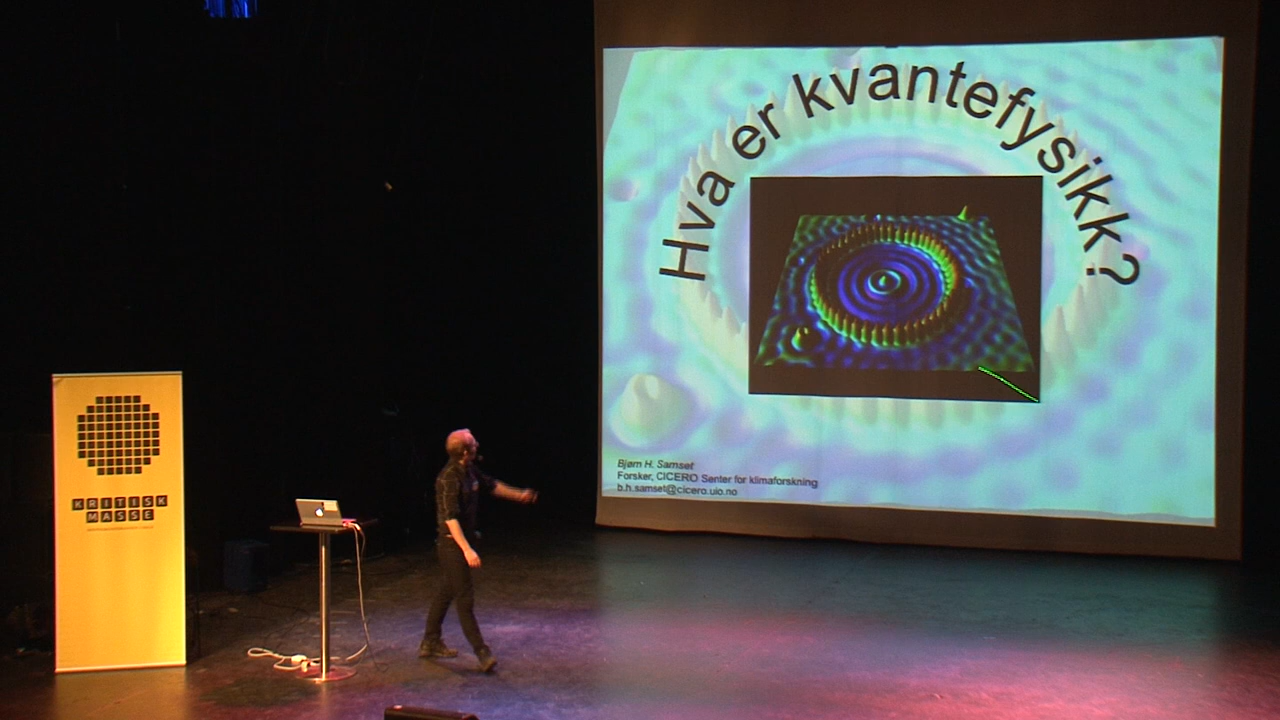 Hva er kvantefysikk?
Bjørn H. Samset
Forsker, CICERO Senter for klimaforskning
b.h.samset@cicero.uio.no
KRITISK
MASSE